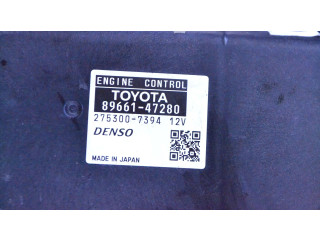 ENGINE CONTROL
TOYOTA
89661-47280
275300-7394 12V
DENSO
MADE IN JAPAN